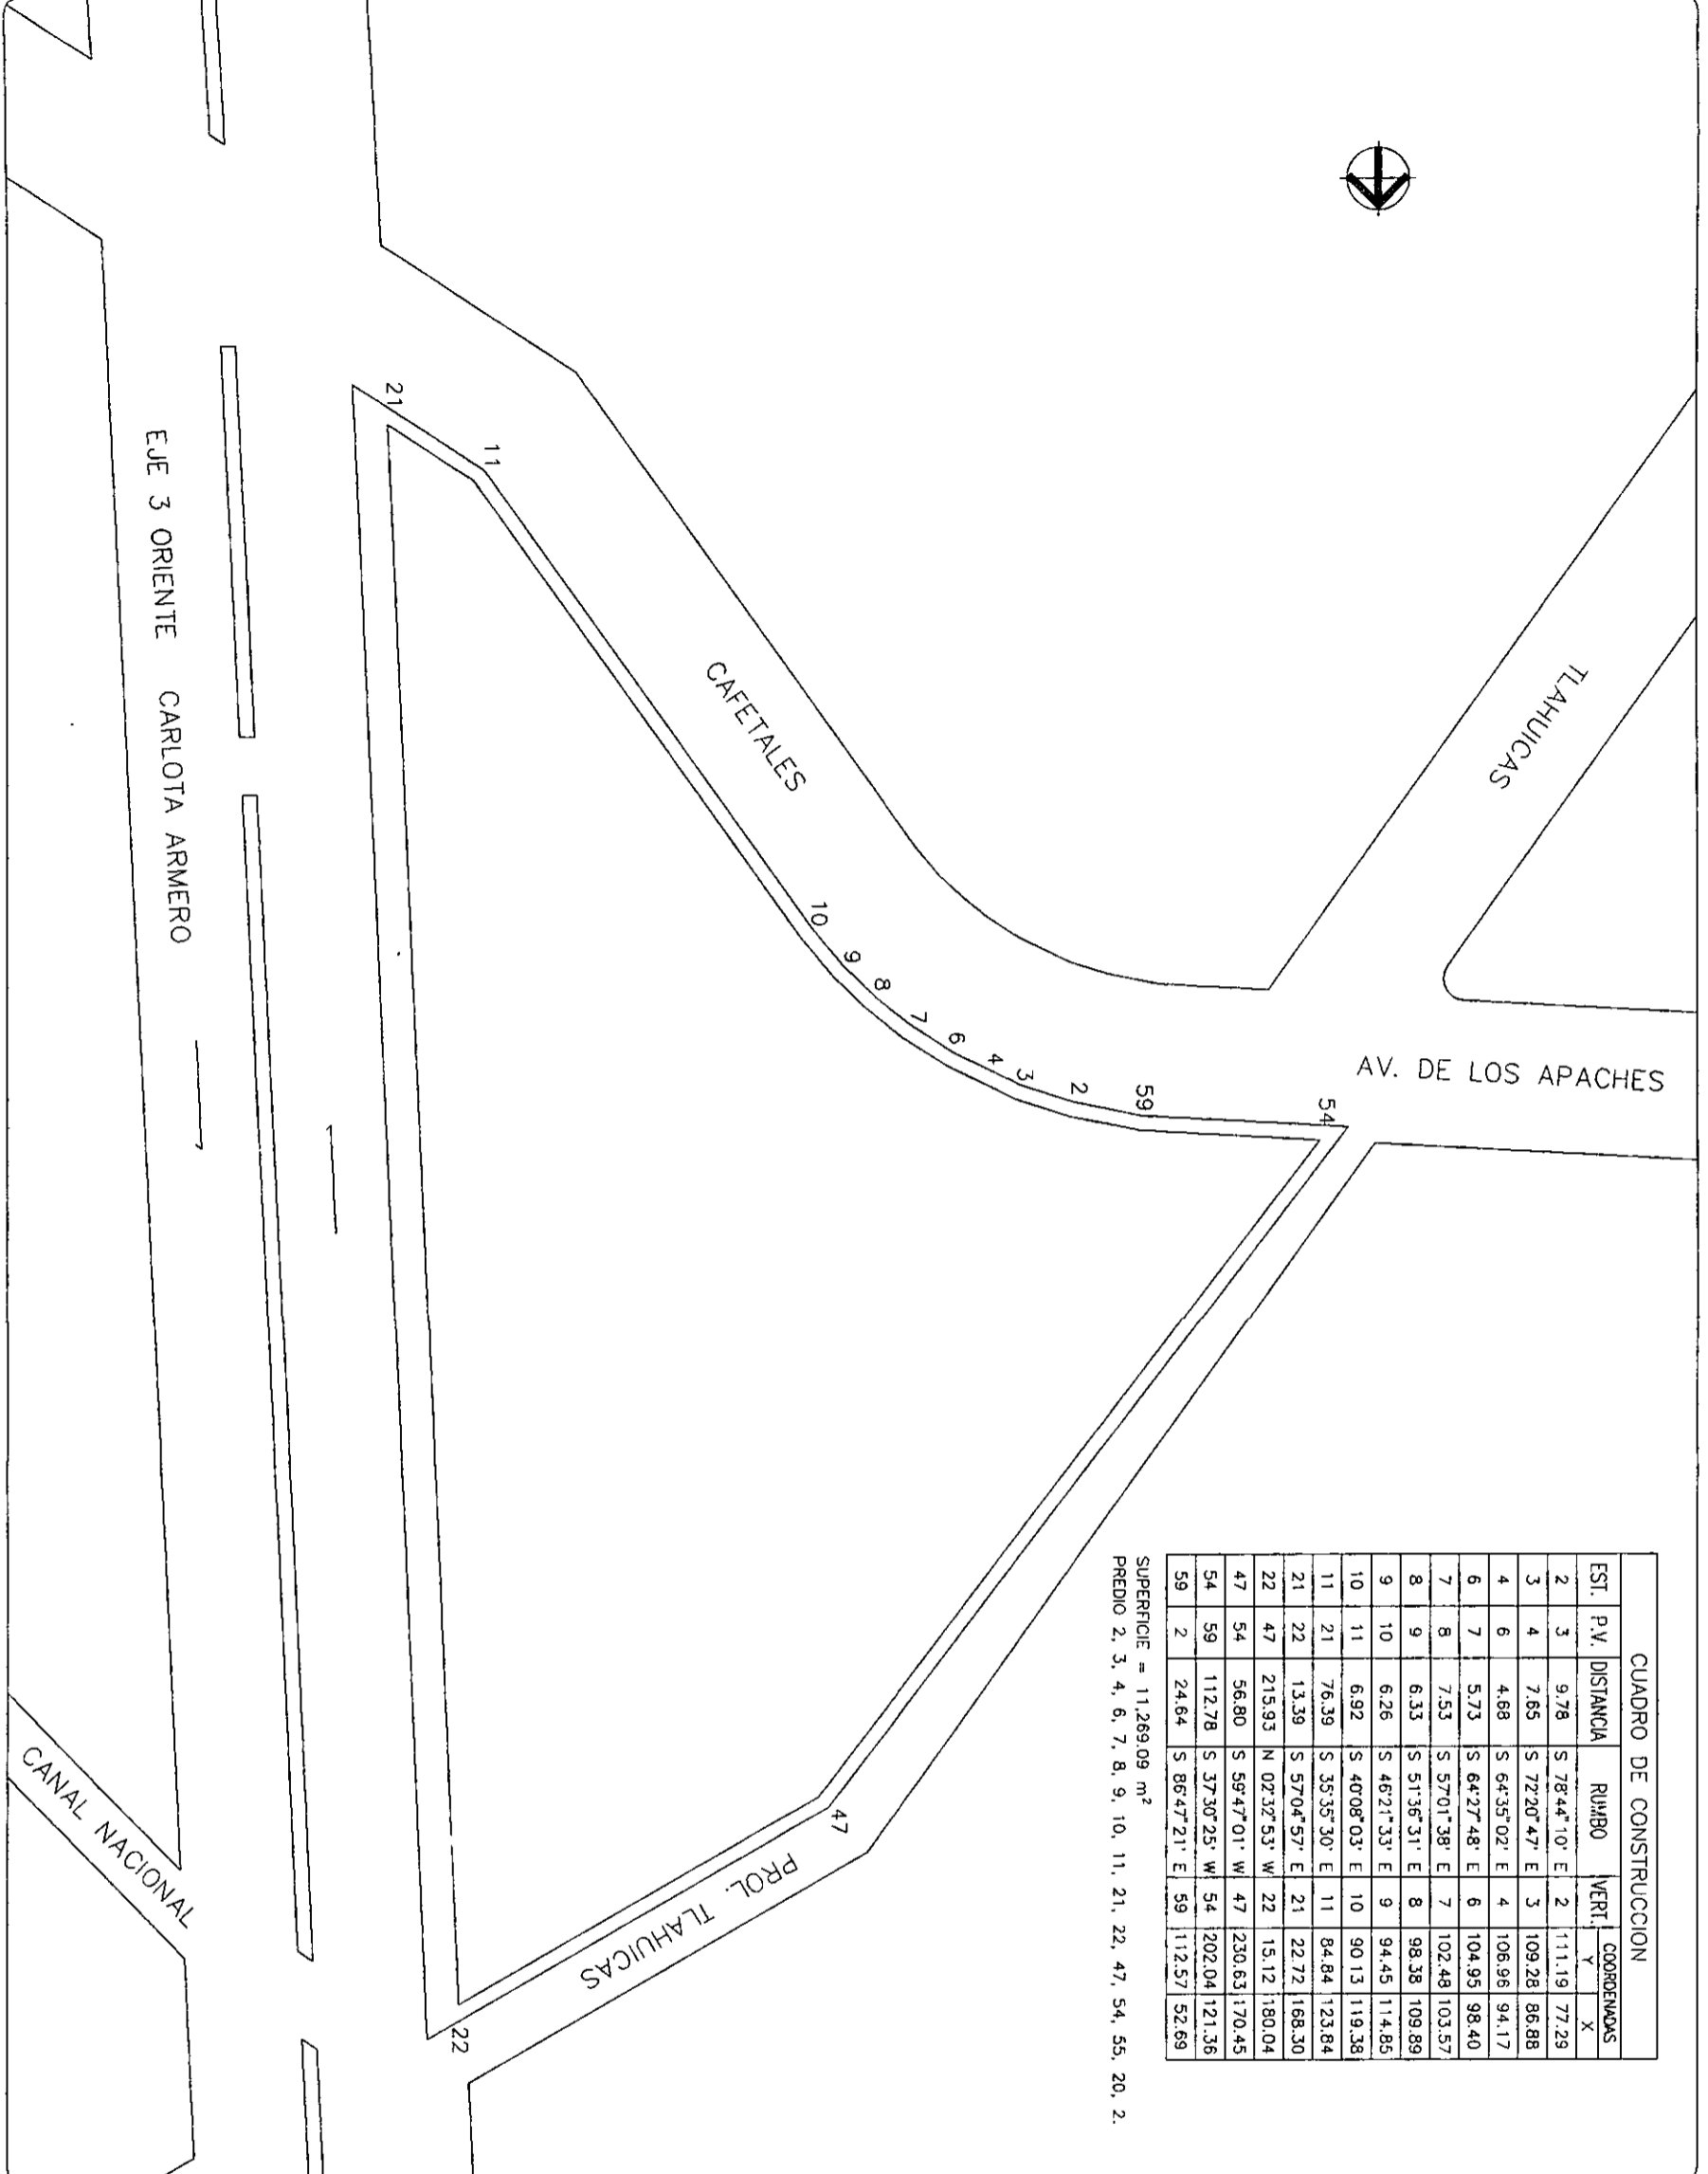 CUADRO DE CONSTRUCCION
EST. P.V. DISTANCIA RUMBO VERT. COORDENADAS
Y X
2 3 9.78 S 78°44"10' E 2 111.19 77.29
3 4 7.65 S 72°20"47' E 3 109.28 86.88
4 6 4.68 S 64°35"02' E 4 106.96 94.17
6 7 5.73 S 64°27"48' E 6 104.95 98.40
7 8 7.53 S 57°01"38' E 7 102.48 103.57
8 9 6.33 S 51°36"31' E 8 98.38 109.89
9 10 6.26 S 46°21"33' E 9 94.45 114.85
10 11 6.92 S 40°08"03' E 10 90.13 119.38
11 21 76.39 S 35°35"30' E 11 84.84 123.84
21 22 13.39 S 57°04"57' E 21 22.72 168.30
22 47 215.93 N 02°32"53' W 22 15.12 180.04
47 54 56.80 S 59°47"01' W 47 230.63 170.45
54 59 112.78 S 37°30"25' W 54 202.04 121.36
59 2 24.64 S 86°47"21' E 59 112.57 52.69
SUPERFICIE = 11,269.09 m²
PREDIO 2, 3, 4, 6, 7, 8, 9, 10, 11, 21, 22, 47, 54, 55, 20, 2.
TLAHUICAS
AV. DE LOS APACHES
54
59
2
3
4
6
7
8
9
10
CAFETALES
11
21
47
PROL. TLAHUICAS
22
EJE 3 ORIENTE CARLOTA ARMERO
CANAL NACIONAL